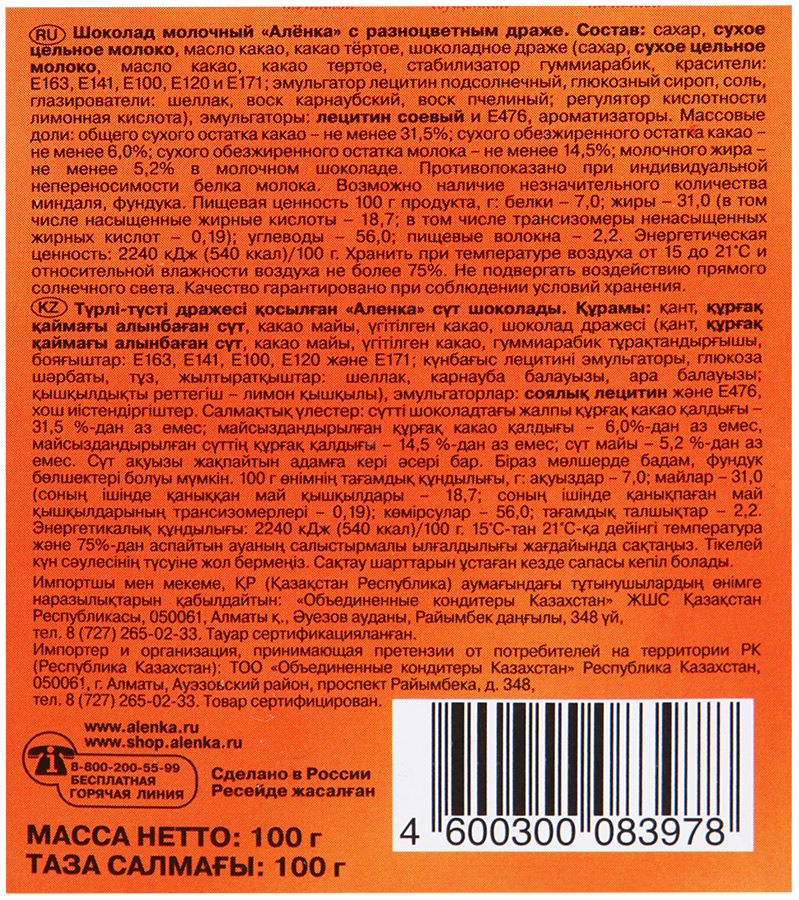 RU Шоколад молочный «Алёнка» с разноцветным драже. Состав: сахар, сухое
цельное молоко, масло какао, какао тёртое, шоколадное драже (сахар, сухое цельное
молоко, масло какао, какао тертое, стабилизатор гуммиарабик, красители:
Е163, Е141, Е100, Е120 и Е171; эмульгатор лецитин подсолнечный, глюкозный сироп, соль,
глазирователи: шеллак, воск карнаубский, воск пчелиный; регулятор кислотности
лимонная кислота), эмульгаторы: лецитин соевый и Е476, ароматизаторы. Массовые
доли: общего сухого остатка какао – не менее 31,5%; сухого обезжиренного остатка какао –
не менее 6,0%; сухого обезжиренного остатка молока – не менее 14,5%; молочного жира –
не менее 5,2% в молочном шоколаде. Противопоказано при индивидуальной
непереносимости белка молока. Возможно наличие незначительного количества
миндаля, фундука. Пищевая ценность 100 г продукта, г: белки – 7,0; жиры – 31,0 (в том
числе насыщенные жирные кислоты – 18,7; в том числе трансизомеры ненасыщенных
жирных кислот – 0,19); углеводы – 56,0; пищевые волокна – 2,2. Энергетическая
ценность: 2240 кДж (540 ккал)/100 г. Хранить при температуре воздуха от 15 до 21°С и
относительной влажности воздуха не более 75%. Не подвергать воздействию прямого
солнечного света. Качество гарантировано при соблюдении условий хранения.
KZ Түрлі-түсті дражесі қосылған «Аленка» сүт шоколады. Құрамы: қант, құрғақ
қаймағы алынбаған сүт, какао майы, үгітілген какао, шоколад дражесі (қант, құрғақ
қаймағы алынбаған сүт, какао майы, үгітілген какао, гуммиарабик тұрақтандырғышы,
бояғыштар: Е163, Е141, Е100, Е120 және Е171; күнбағыс лецитині эмульгаторы, глюкоза
шәрбаты, тұз, жылтыратқыштар: шеллак, карнауба балауызы, ара балауызы;
қышқылдықты реттегіш – лимон қышқылы), эмульгаторлар: соялық лецитин және Е476,
хош иістендіргіштер. Салмақтық үлестер: сүтті шоколадтағы жалпы құрғақ какао қалдығы –
31,5 %-дан аз емес; майсыздандырылған құрғақ какао қалдығы – 6,0%-дан аз емес,
майсыздандырылған сүттің құрғақ қалдығы – 14,5 %-дан аз емес; сүт майы – 5,2 %-дан аз
емес. Сүт ақуызы жақпайтын адамға кері әсері бар. Біраз мөлшерде бадам, фундук
бөлшектері болуы мүмкін. 100 г өнімнің тағамдық құндылығы, г: ақуыздар – 7,0; майлар – 31,0
(соның ішінде қаныққан май қышқылдары – 18,7; соның ішінде қанықпаған май
қышқылдарының трансизомерлері – 0,19); көмірсулар – 56,0; тағамдық талшықтар – 2,2.
Энергетикалық құндылығы: 2240 кДж (540 ккал)/100 г. 15°С-тан 21°С-қа дейінгі температура
және 75%-дан аспайтын ауаның салыстырмалы ылғалдылығы жағдайында сақтаңыз. Тікелей
күн сәулесінің түсуіне жол бермеңіз. Сақтау шарттарын ұстаған кезде сапасы кепіл болады.
Импортшы мен мекеме, ҚР (Қазақстан Республика) аумағындағы тұтынушылардың өнімге
наразылықтарын қабылдайтын: «Объединенные кондитеры Казахстан» ЖШС Қазақстан
Республикасы, 050061, Алматы қ., Әуезов ауданы, Райымбек даңғылы, 348 үй,
тел. 8 (727) 265-02-33. Тауар сертификацияланған.
Импортер и организация, принимающая претензии от потребителей на территории РК
(Республика Казахстан): ТОО «Объединенные кондитеры Казахстан» Республика Казахстан,
050061, г. Алматы, Ауэзовский район, проспект Райымбека, д. 348,
тел. 8 (727) 265-02-33. Товар сертифицирован.
www.alenka.ru
www.shop.alenka.ru
8-800-200-55-99
БЕСПЛАТНАЯ
ГОРЯЧАЯ ЛИНИЯ
Сделано в России
Ресейде жасалған
МАССА НЕТТО: 100 г
ТАЗА САЛМАҒЫ: 100 г
4 600300 083978